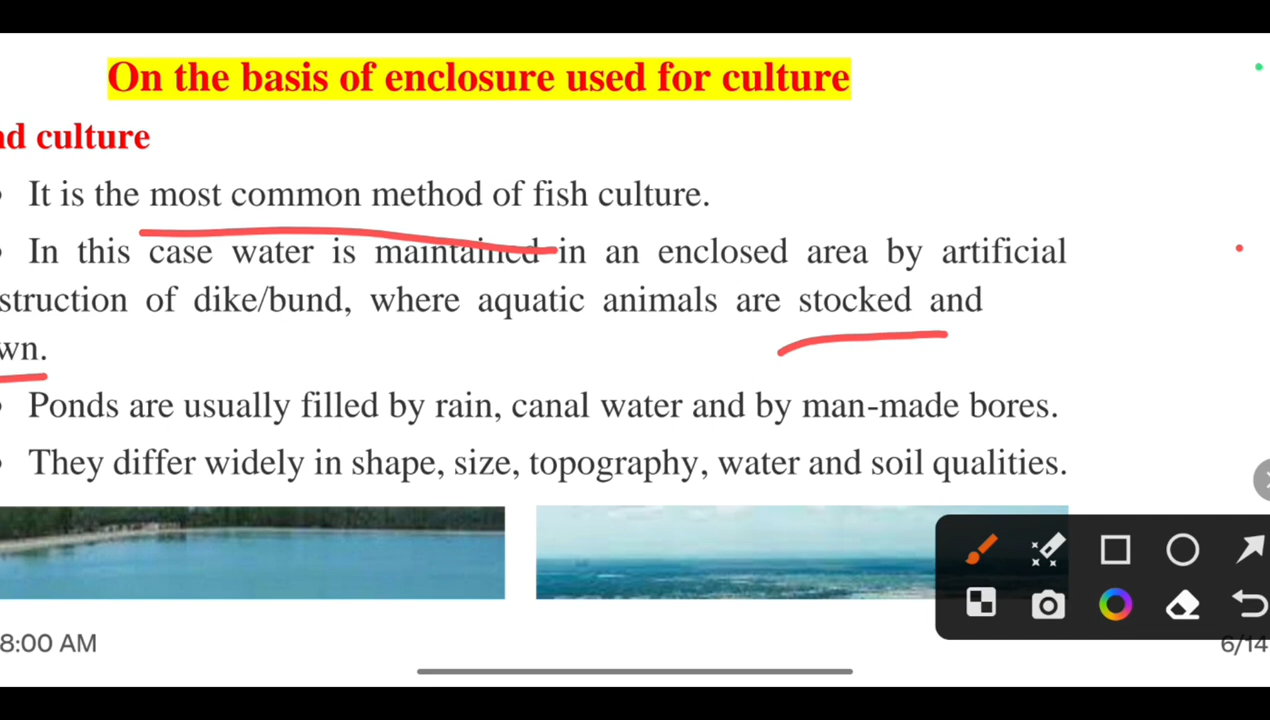 On the basis of enclosure used for culture
nd culture
• It is the most common method of fish culture.
• In this case water is maintained in an enclosed area by artificial
struction of dike/bund, where aquatic animals are stocked and
wn.
• Ponds are usually filled by rain, canal water and by man-made bores.
• They differ widely in shape, size, topography, water and soil qualities.
8:00 AM
6/14